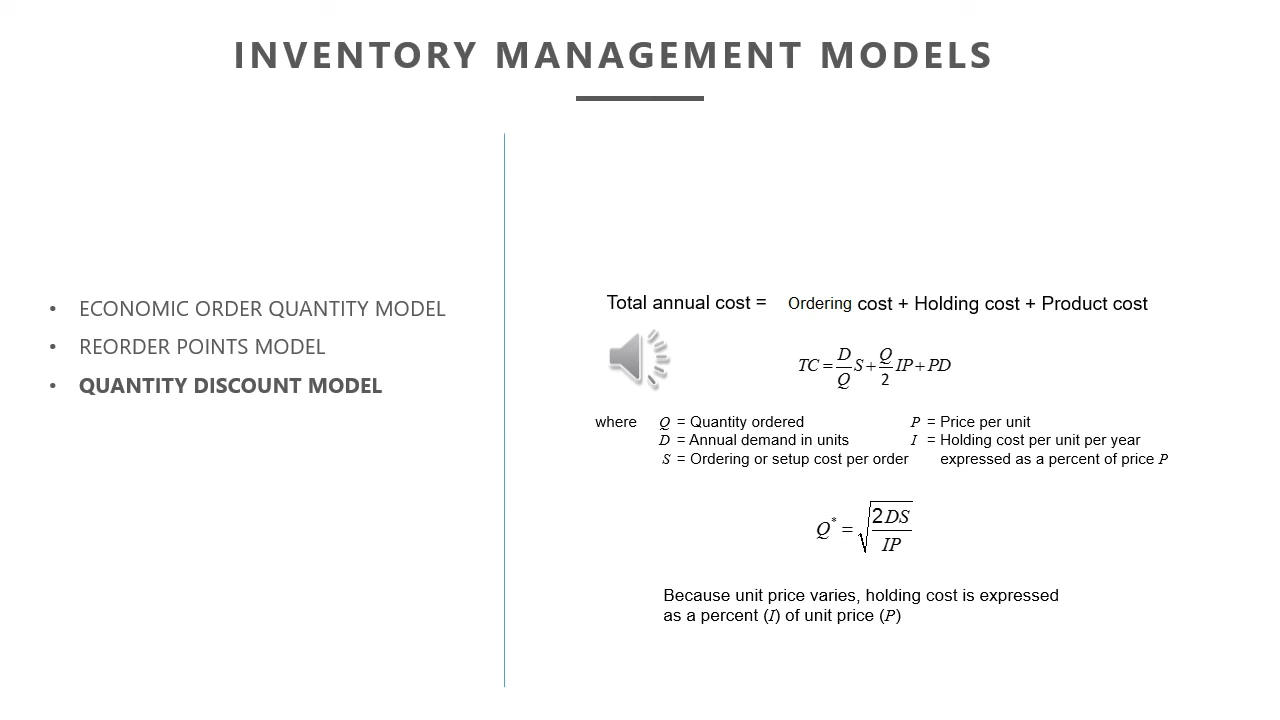 INVENTORY MANAGEMENT MODELS
• ECONOMIC ORDER QUANTITY MODEL
• REORDER POINTS MODEL
• QUANTITY DISCOUNT MODEL
Total annual cost = Ordering cost + Holding cost + Product cost
TC = D/Q S + Q/2 IP + PD
where Q = Quantity ordered P = Price per unit
D = Annual demand in units I = Holding cost per unit per year
S = Ordering or setup cost per order expressed as a percent of price P
Q* = √(2DS/IP)
Because unit price varies, holding cost is expressed
as a percent (I) of unit price (P)